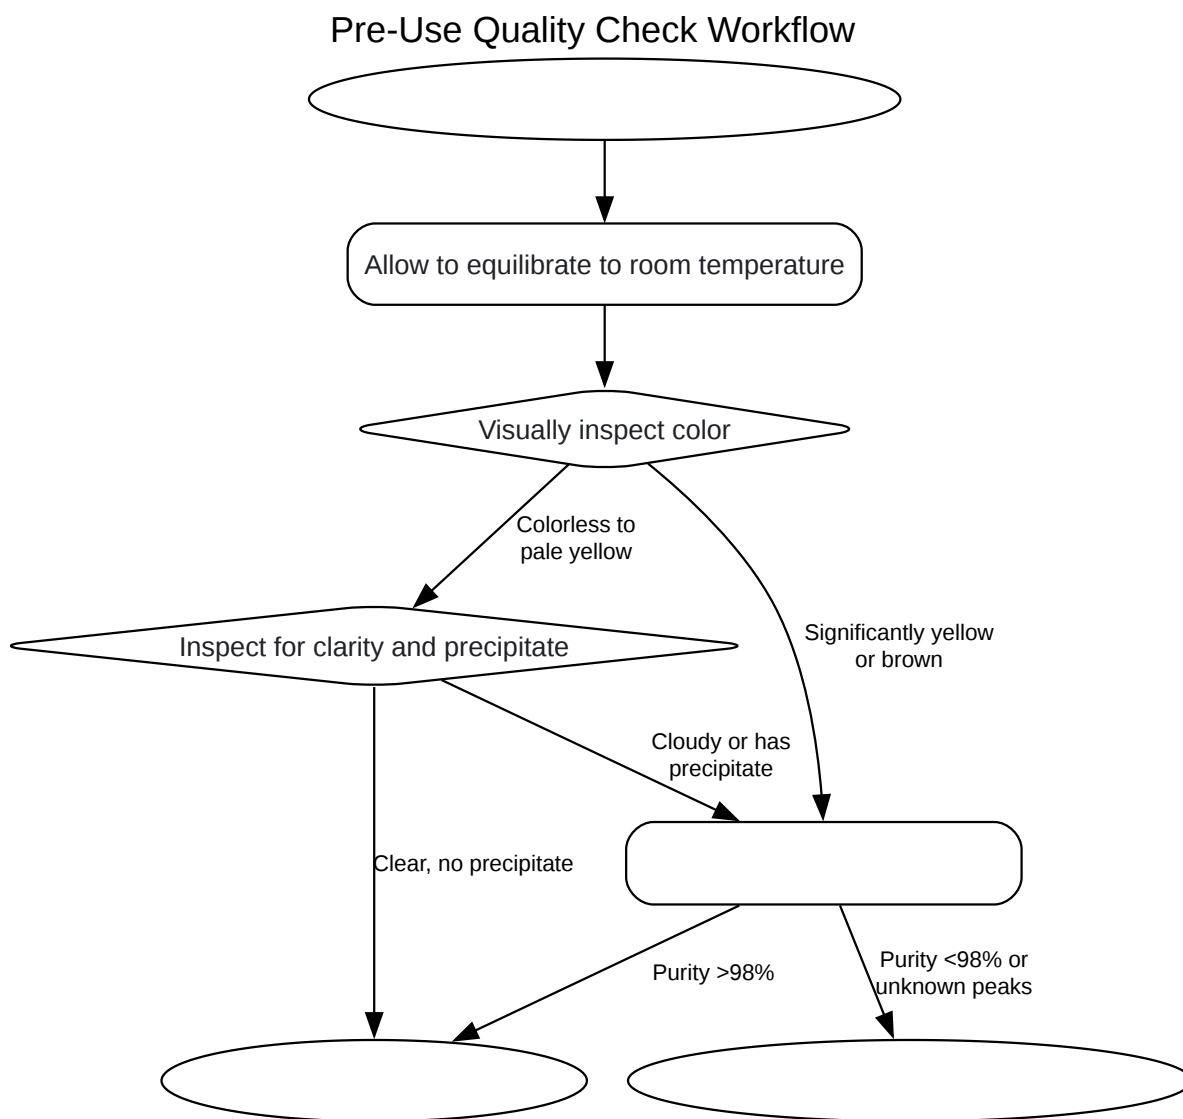 Pre-Use Quality Check Workflow
Allow to equilibrate to room temperature
Visually inspect color
Colorless to
pale yellow
Inspect for clarity and precipitate
Significantly yellow
or brown
Cloudy or has
precipitate
Clear, no precipitate
Purity >98%
Purity <98% or
unknown peaks